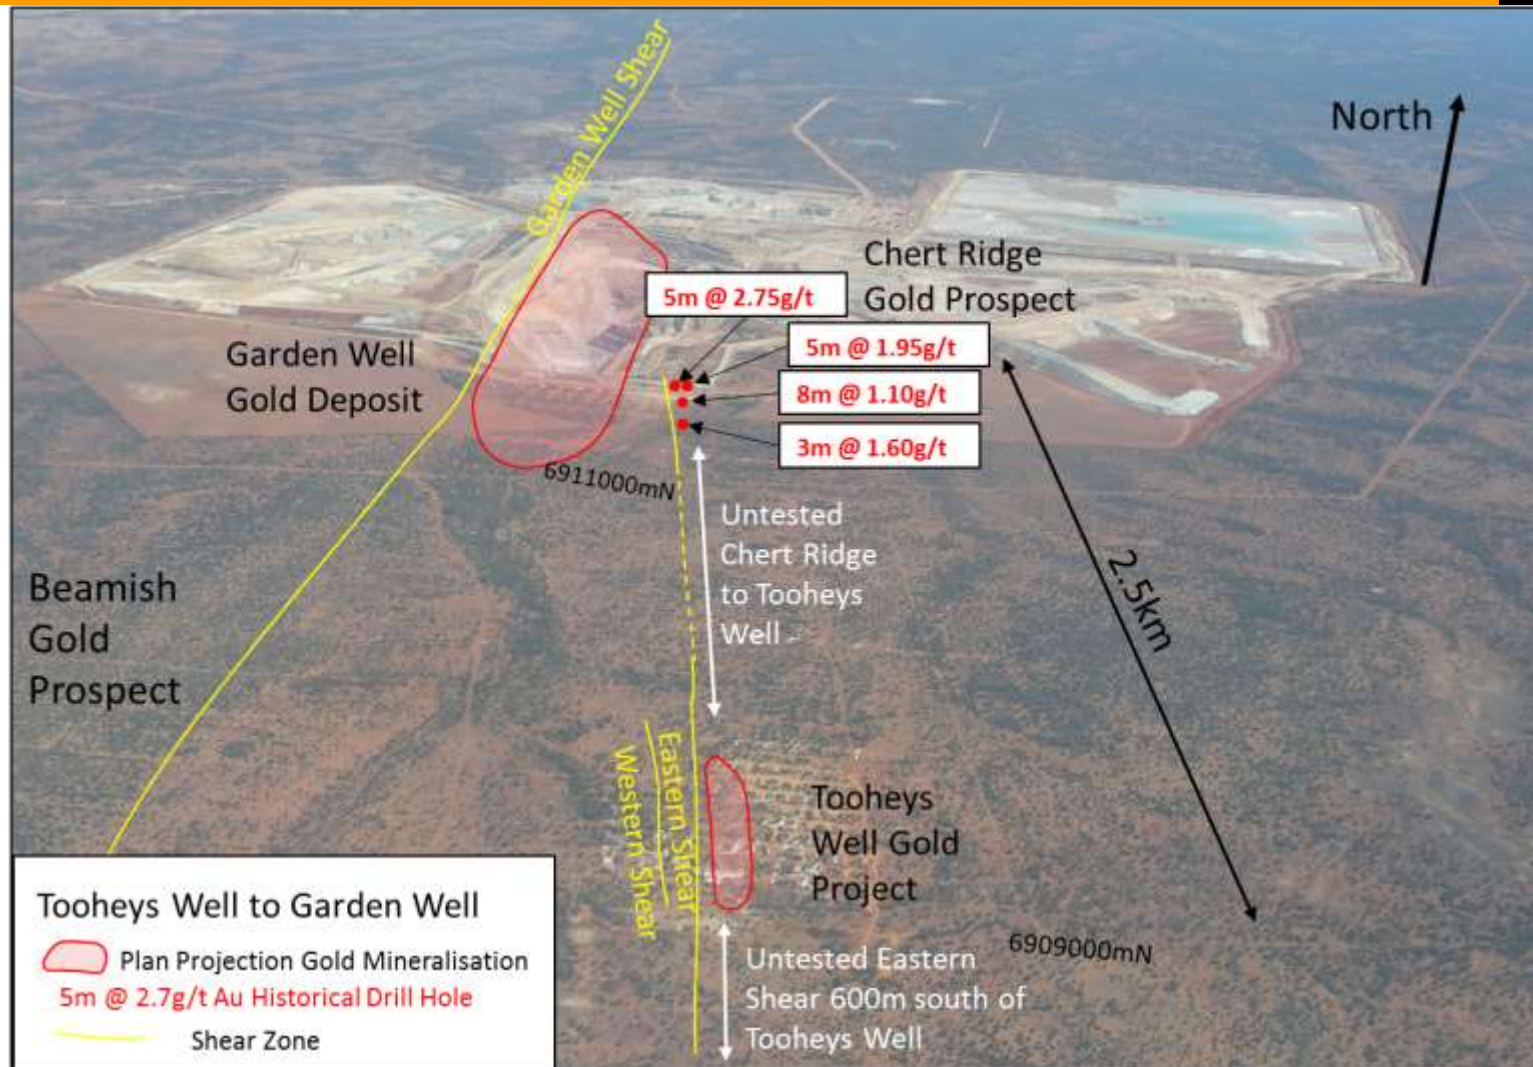 Garden Well Shear
North
Chert Ridge
Gold Prospect
5m @ 2.75g/t
5m @ 1.95g/t
8m @ 1.10g/t
3m @ 1.60g/t
Garden Well
Gold Deposit
6911000mN
Untested
Chert Ridge
to Tooheys
Well
2.5km
Beamish
Gold
Prospect
Eastern Shear
Western Shear
Tooheys
Well Gold
Project
6909000mN
Untested Eastern
Shear 600m south of
Tooheys Well
Tooheys Well to Garden Well
Plan Projection Gold Mineralisation
5m @ 2.7g/t Au Historical Drill Hole
Shear Zone